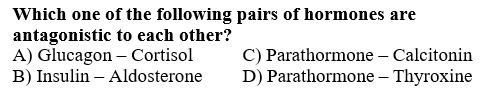 Which one of the following pairs of hormones are
antagonistic to each other?
A) Glucagon – Cortisol C) Parathormone – Calcitonin
B) Insulin – Aldosterone D) Parathormone – Thyroxine